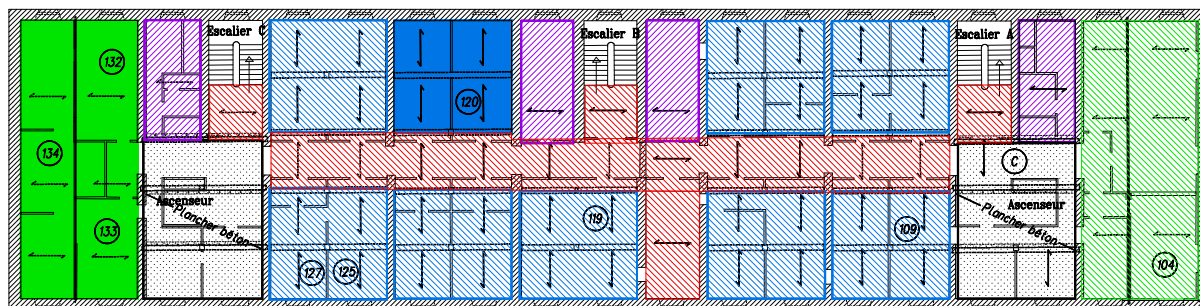 Escalier C
Escalier B
Escalier A
132
120
134
C
Ascenseur
Plancher béton
133
127
125
119
109
Ascenseur
Plancher béton
104